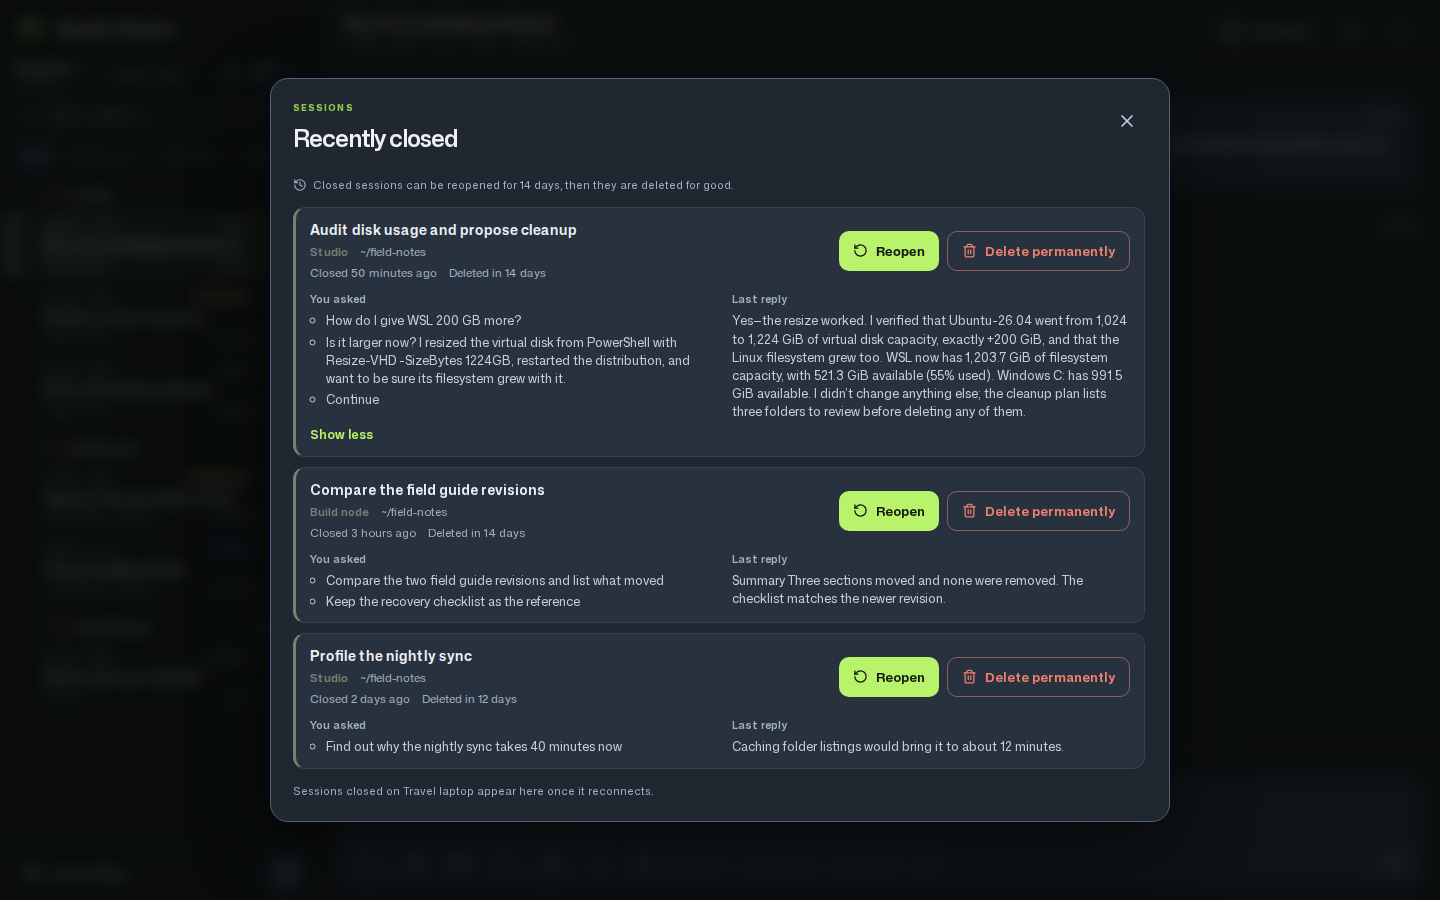 SESSIONS
Recently closed
Closed sessions can be reopened for 14 days, then they are deleted for good.
Audit disk usage and propose cleanup
Studio ~/field-notes
Closed 50 minutes ago Deleted in 14 days
Reopen
Delete permanently
You asked
How do I give WSL 200 GB more?
Is it larger now? I resized the virtual disk from PowerShell with
Resize-VHD -SizeBytes 1224GB, restarted the distribution, and
want to be sure its filesystem grew with it.
Continue
Show less
Last reply
Yes—the resize worked. I verified that Ubuntu-26.04 went from 1,024
to 1,224 GiB of virtual disk capacity, exactly +200 GiB, and that the
Linux filesystem grew too. WSL now has 1,203.7 GiB of filesystem
capacity, with 521.3 GiB available (55% used). Windows C: has 991.5
GiB available. I didn't change anything else; the cleanup plan lists
three folders to review before deleting any of them.
Compare the field guide revisions
Build node ~/field-notes
Closed 3 hours ago Deleted in 14 days
Reopen
Delete permanently
You asked
Compare the two field guide revisions and list what moved
Keep the recovery checklist as the reference
Last reply
Summary Three sections moved and none were removed. The
checklist matches the newer revision.
Profile the nightly sync
Studio ~/field-notes
Closed 2 days ago Deleted in 12 days
Reopen
Delete permanently
You asked
Find out why the nightly sync takes 40 minutes now
Last reply
Caching folder listings would bring it to about 12 minutes.
Sessions closed on Travel laptop appear here once it reconnects.